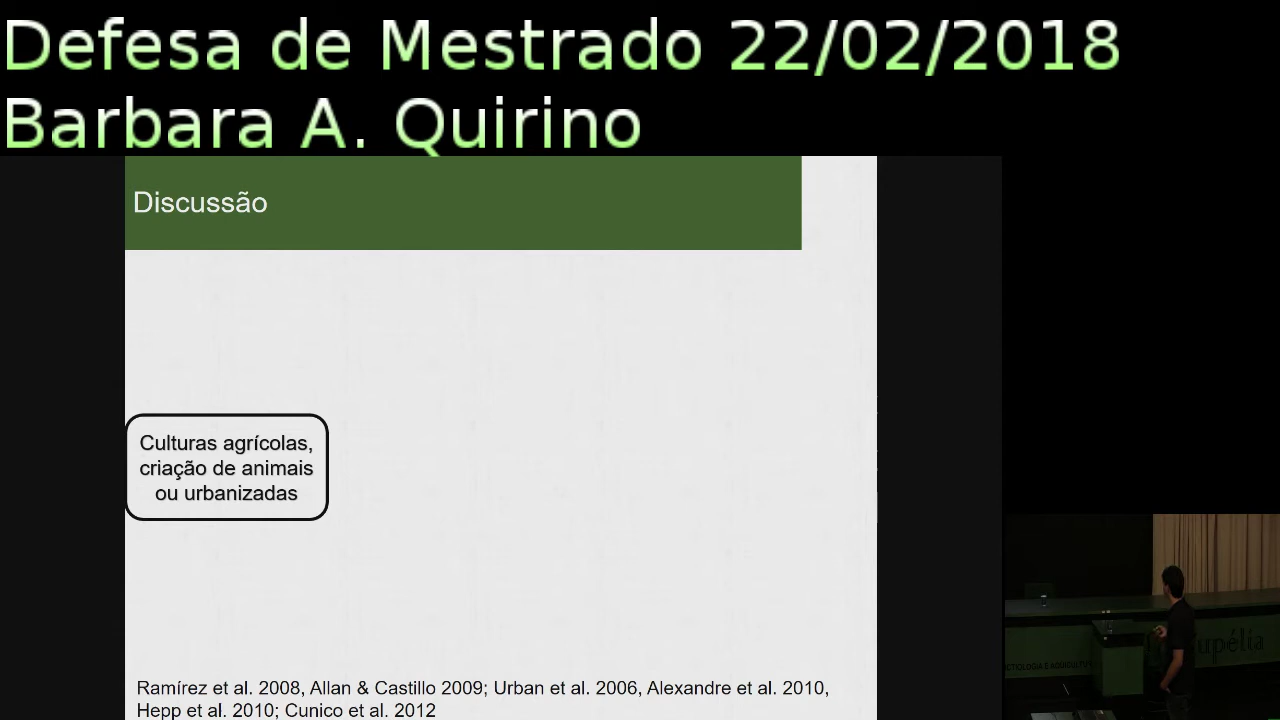 Defesa de Mestrado 22/02/2018
Barbara A. Quirino
Discussão
Culturas agrícolas,
criação de animais
ou urbanizadas
Ramírez et al. 2008, Allan & Castillo 2009; Urban et al. 2006, Alexandre et al. 2010,
Hepp et al. 2010; Cunico et al. 2012